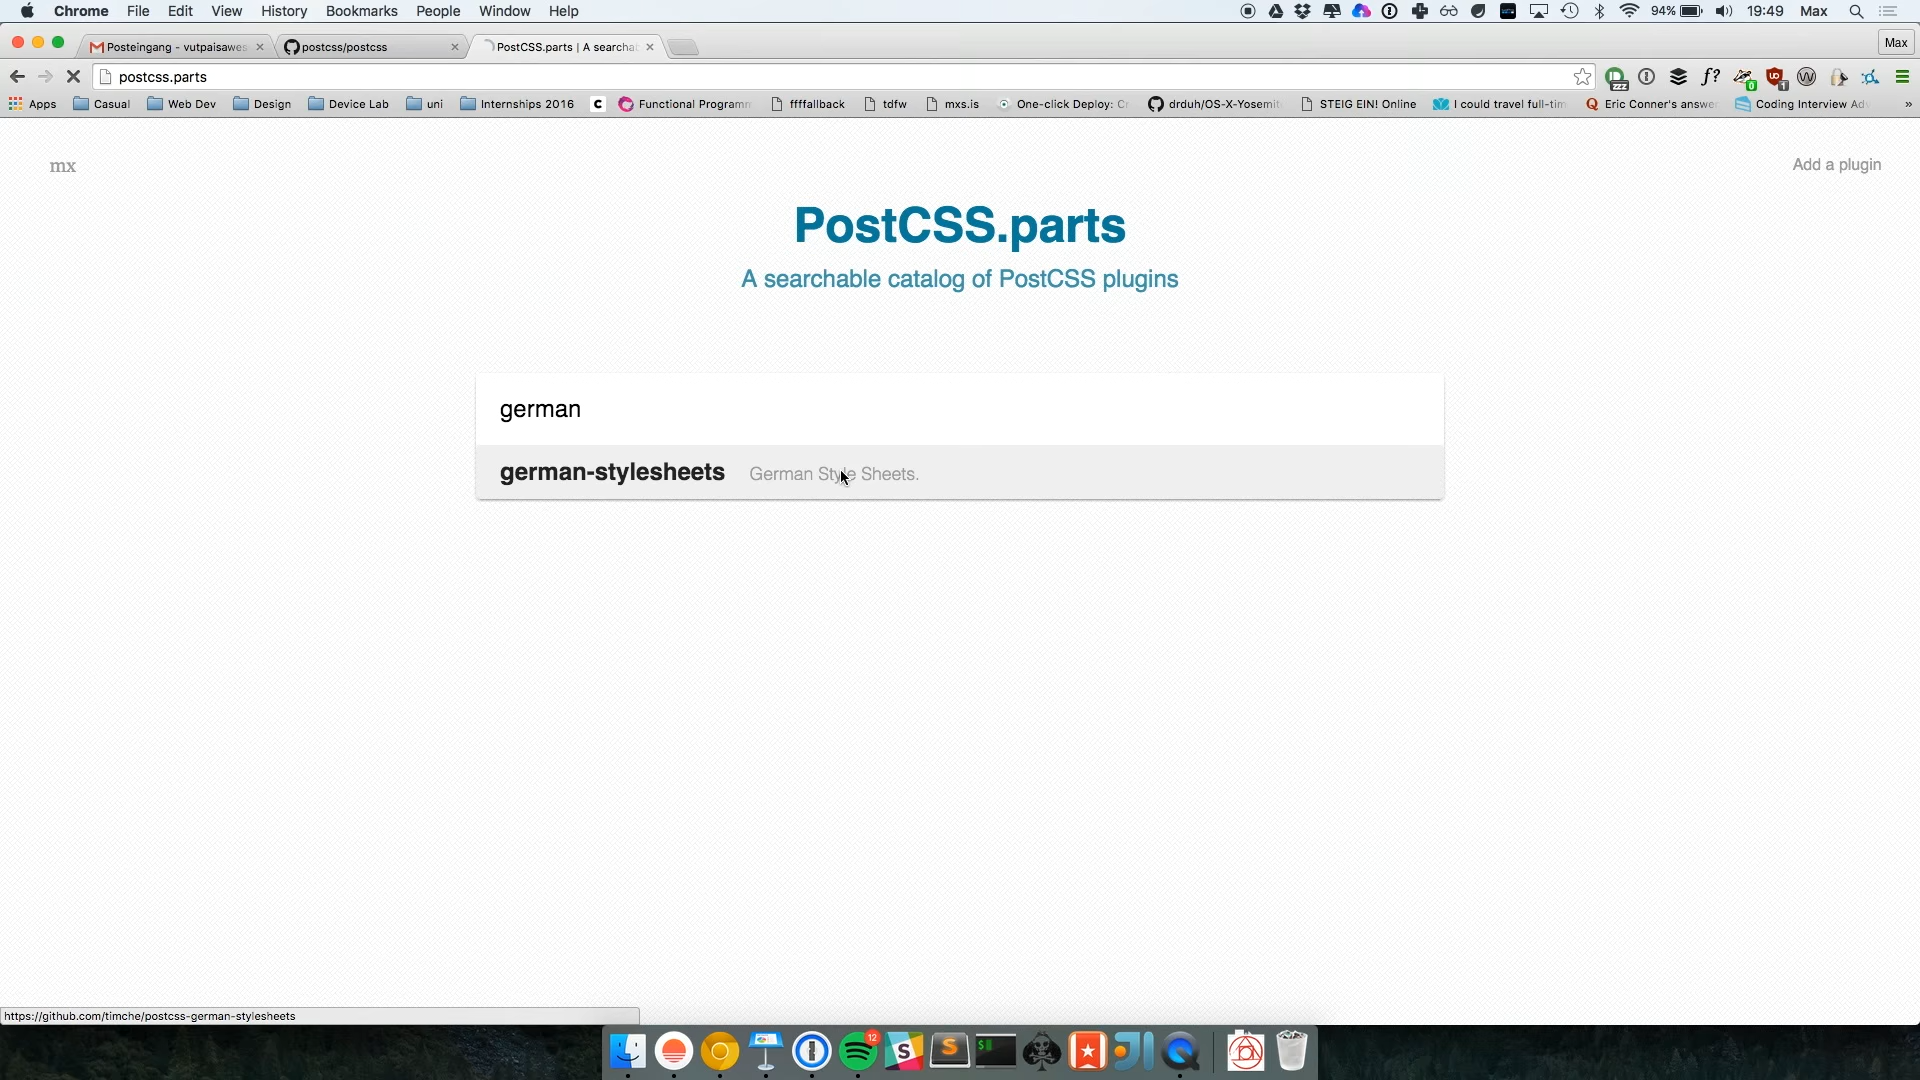 Chrome File Edit View History Bookmarks People Window Help 94% 19:49 Max
Posteingang - vutpaisawes postcss/postcss PostCSS.parts | A searcha Max
postcss.parts
Apps Casual Web Dev Design Device Lab uni Internships 2016 C Functional Program ffffallback tdfw mxs.is One-click Deploy: drduh/OS-X-Yosemit STEIG EIN! Online I could travel full-tim Eric Conner's answe Coding Interview »
mx
Add a plugin
PostCSS.parts
A searchable catalog of PostCSS plugins
german
german-stylesheets German Style Sheets.
https://github.com/timche/postcss-german-stylesheets
12